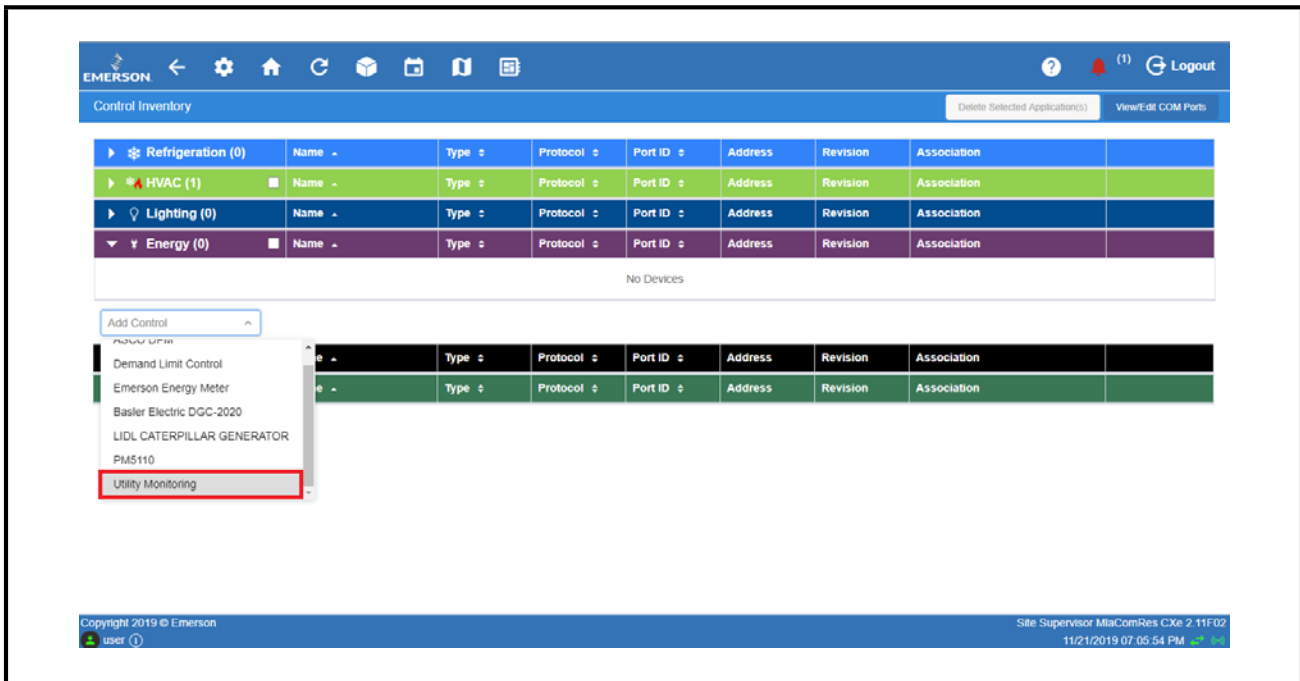 EMERSON (1) Logout
Control Inventory Delete Selected Application(s) View/Edit COM Ports
Refrigeration (0) Name Type Protocol Port ID Address Revision Association
HVAC (1) Name Type Protocol Port ID Address Revision Association
Lighting (0) Name Type Protocol Port ID Address Revision Association
Energy (0) Name Type Protocol Port ID Address Revision Association
No Devices
Add Control
ASCO DPM
Type Protocol Port ID Address Revision Association
Demand Limit Control
Emerson Energy Meter
Type Protocol Port ID Address Revision Association
Basler Electric DGC-2020
LIDL CATERPILLAR GENERATOR
PM5110
Utility Monitoring
Copyright 2019 © Emerson Site Supervisor MlaComRes CXe 2.11F02
user 11/21/2019 07:05:54 PM